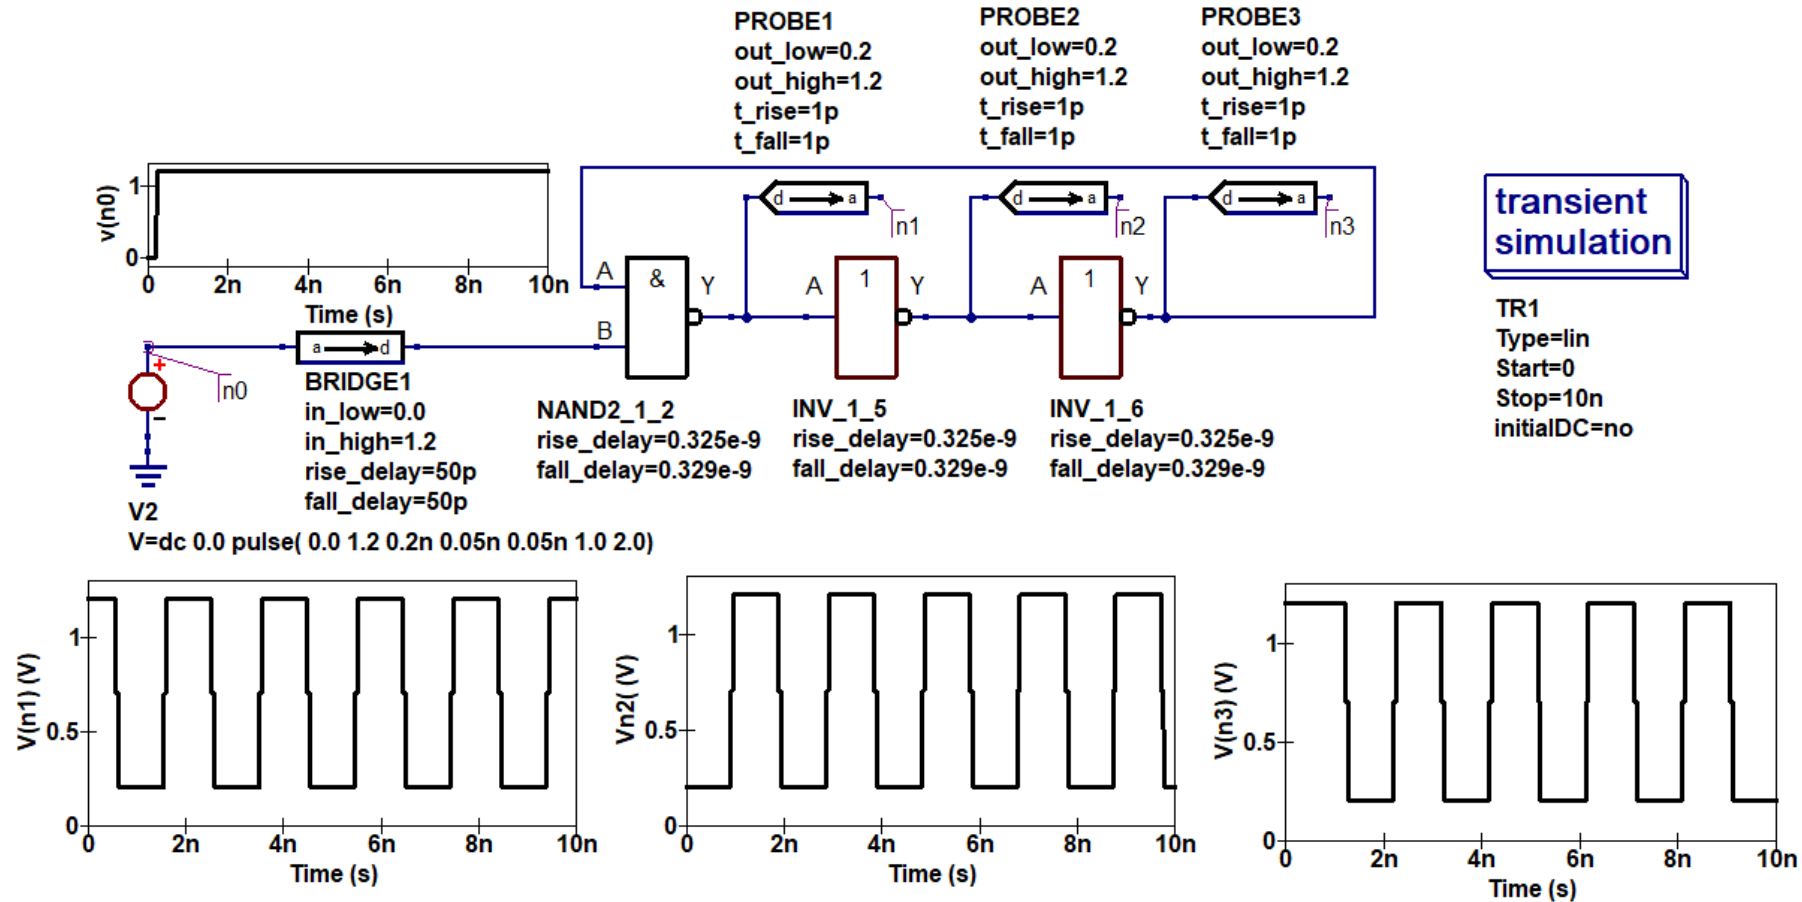 PROBE1
out_low=0.2
out_high=1.2
t_rise=1p
t_fall=1p
PROBE2
out_low=0.2
out_high=1.2
t_rise=1p
t_fall=1p
PROBE3
out_low=0.2
out_high=1.2
t_rise=1p
t_fall=1p
v(n0)
1
0
0 2n 4n 6n 8n 10n
Time (s)
d a
n1
d a
n2
d a
n3
transient
simulation
TR1
Type=lin
Start=0
Stop=10n
initialDC=no
A
B
&
Y
A
1
Y
A
1
Y
a d
+
−
n0
BRIDGE1
in_low=0.0
in_high=1.2
rise_delay=50p
fall_delay=50p
NAND2_1_2
rise_delay=0.325e-9
fall_delay=0.329e-9
INV_1_5
rise_delay=0.325e-9
fall_delay=0.329e-9
INV_1_6
rise_delay=0.325e-9
fall_delay=0.329e-9
V2
V=dc 0.0 pulse( 0.0 1.2 0.2n 0.05n 0.05n 1.0 2.0)
V(n1) (V)
1
0.5
0
0 2n 4n 6n 8n 10n
Time (s)
Vn2( (V)
1
0.5
0
0 2n 4n 6n 8n 10n
Time (s)
V(n3) (V)
1
0.5
0
0 2n 4n 6n 8n 10n
Time (s)